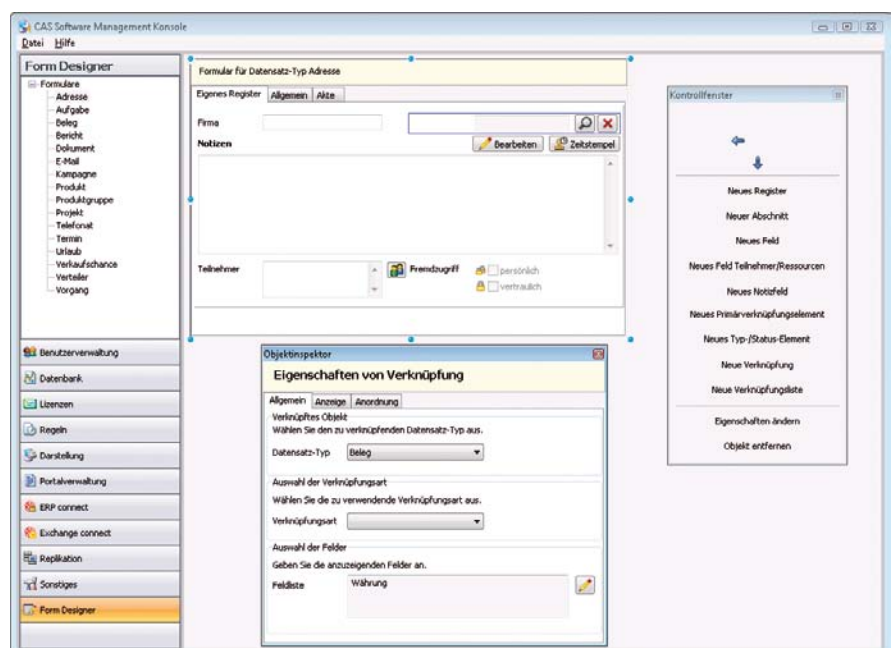 CAS Software Management Konsole
Datei Hilfe
Form Designer
Formulare
Adresse
Aufgabe
Beleg
Bericht
Dokument
E-Mail
Kampagne
Produkt
Produktgruppe
Projekt
Telefonat
Termin
Urlaub
Verkaufschance
Verteiler
Vorgang
Benutzerverwaltung
Datenbank
Lizenzen
Regeln
Darstellung
Portalverwaltung
ERP connect
Exchange connect
Replikation
Sonstiges
Form Designer
Formular für Datensatz-Typ Adresse
Eigenes Register Allgemein Akte
Firma
Notizen Bearbeiten Zeitstempel
Teilnehmer Fremdzugriff persönlich
vertraulich
Objektinspektor
Eigenschaften von Verknüpfung
Allgemein Anzeige Anordnung
Verknüpftes Objekt
Wählen Sie den zu verknüpfenden Datensatz-Typ aus.
Datensatz-Typ Beleg
Auswahl der Verknüpfungsart
Wählen Sie die zu verwendende Verknüpfungsart aus.
Verknüpfungsart
Auswahl der Felder
Geben Sie die anzuzeigenden Felder an.
Feldliste Währung
Kontrollfenster
Neues Register
Neuer Abschnitt
Neues Feld
Neues Feld Teilnehmer/Ressourcen
Neues Notizfeld
Neues Primärverknüpfungselement
Neues Typ-/Status-Element
Neue Verknüpfung
Neue Verknüpfungsliste
Eigenschaften ändern
Objekt entfernen